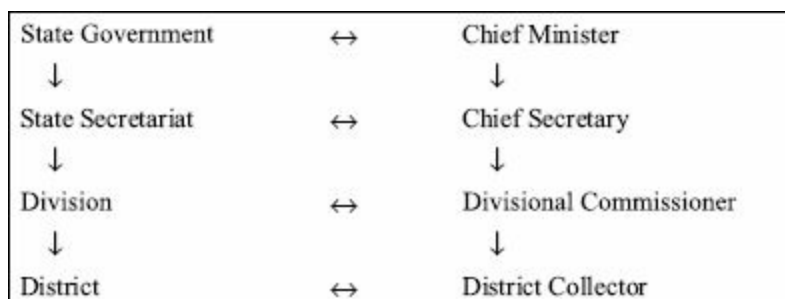 State Government ↔ Chief Minister
↓ ↓
State Secretariat ↔ Chief Secretary
↓ ↓
Division ↔ Divisional Commissioner
↓ ↓
District ↔ District Collector